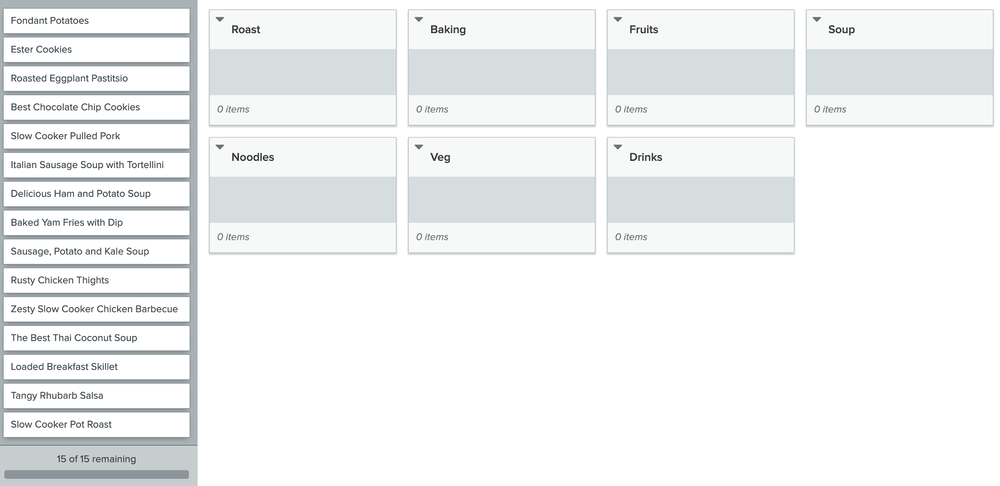 Fondant Potatoes
Ester Cookies
Roasted Eggplant Pastitsio
Best Chocolate Chip Cookies
Slow Cooker Pulled Pork
Italian Sausage Soup with Tortellini
Delicious Ham and Potato Soup
Baked Yam Fries with Dip
Sausage, Potato and Kale Soup
Rusty Chicken Thights
Zesty Slow Cooker Chicken Barbecue
The Best Thai Coconut Soup
Loaded Breakfast Skillet
Tangy Rhubarb Salsa
Slow Cooker Pot Roast
15 of 15 remaining
Roast
0 items
Baking
0 items
Fruits
0 items
Soup
0 items
Noodles
0 items
Veg
0 items
Drinks
0 items